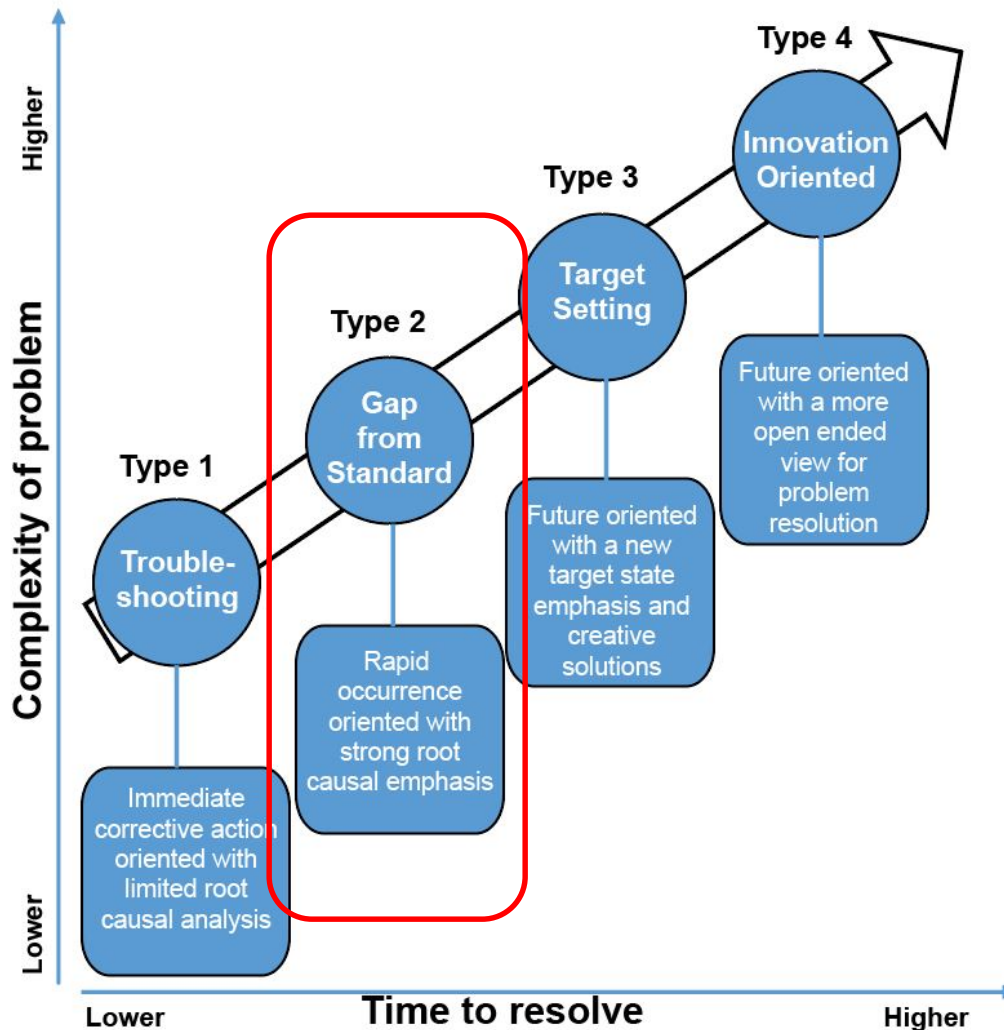 Type 4
Innovation
Oriented
Future oriented
with a more
open ended
view for
problem
resolution
Type 3
Target
Setting
Future oriented
with a new
target state
emphasis and
creative
solutions
Type 2
Gap
from
Standard
Rapid
occurrence
oriented with
strong root
causal emphasis
Type 1
Trouble-
shooting
Immediate
corrective action
oriented with
limited root
causal analysis
Higher
Complexity of problem
Lower
Lower
Time to resolve
Higher